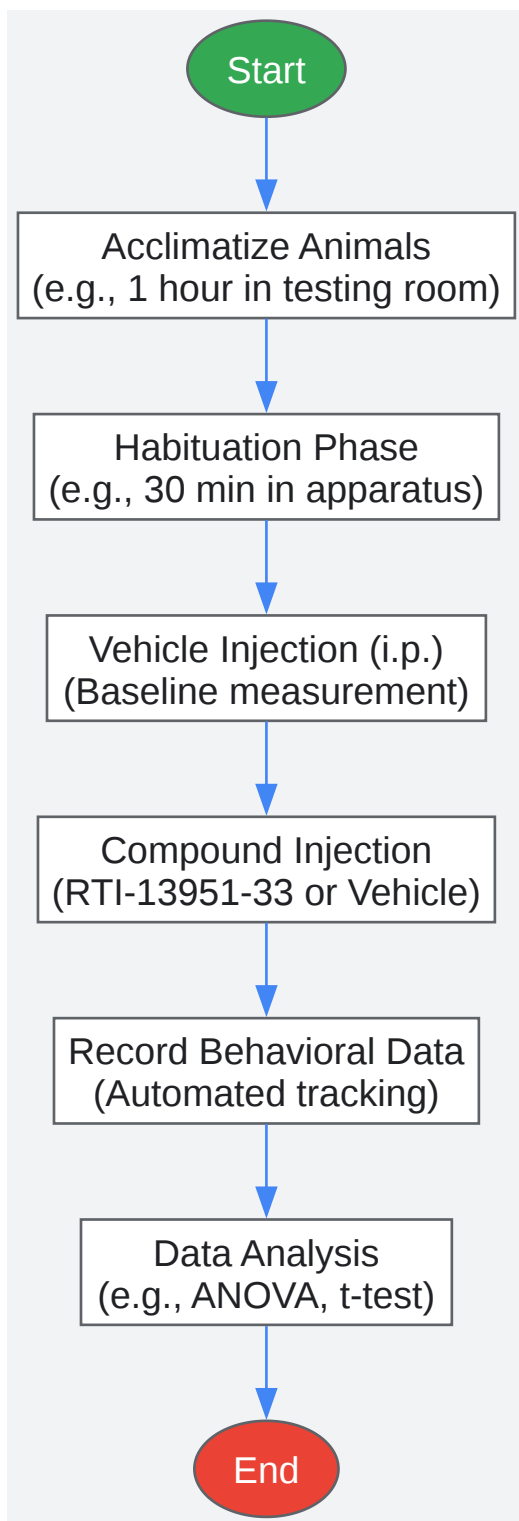 Start
Acclimatize Animals
(e.g., 1 hour in testing room)
Habituation Phase
(e.g., 30 min in apparatus)
Vehicle Injection (i.p.)
(Baseline measurement)
Compound Injection
(RTI-13951-33 or Vehicle)
Record Behavioral Data
(Automated tracking)
Data Analysis
(e.g., ANOVA, t-test)
End